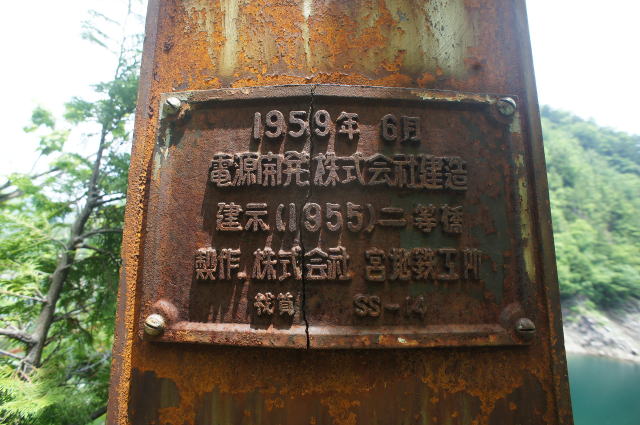 1959年 6月
電源開発株式会社建造
建示(1955)二等橋
製作 株式会社 宮地鉄工所
材質 SS-14